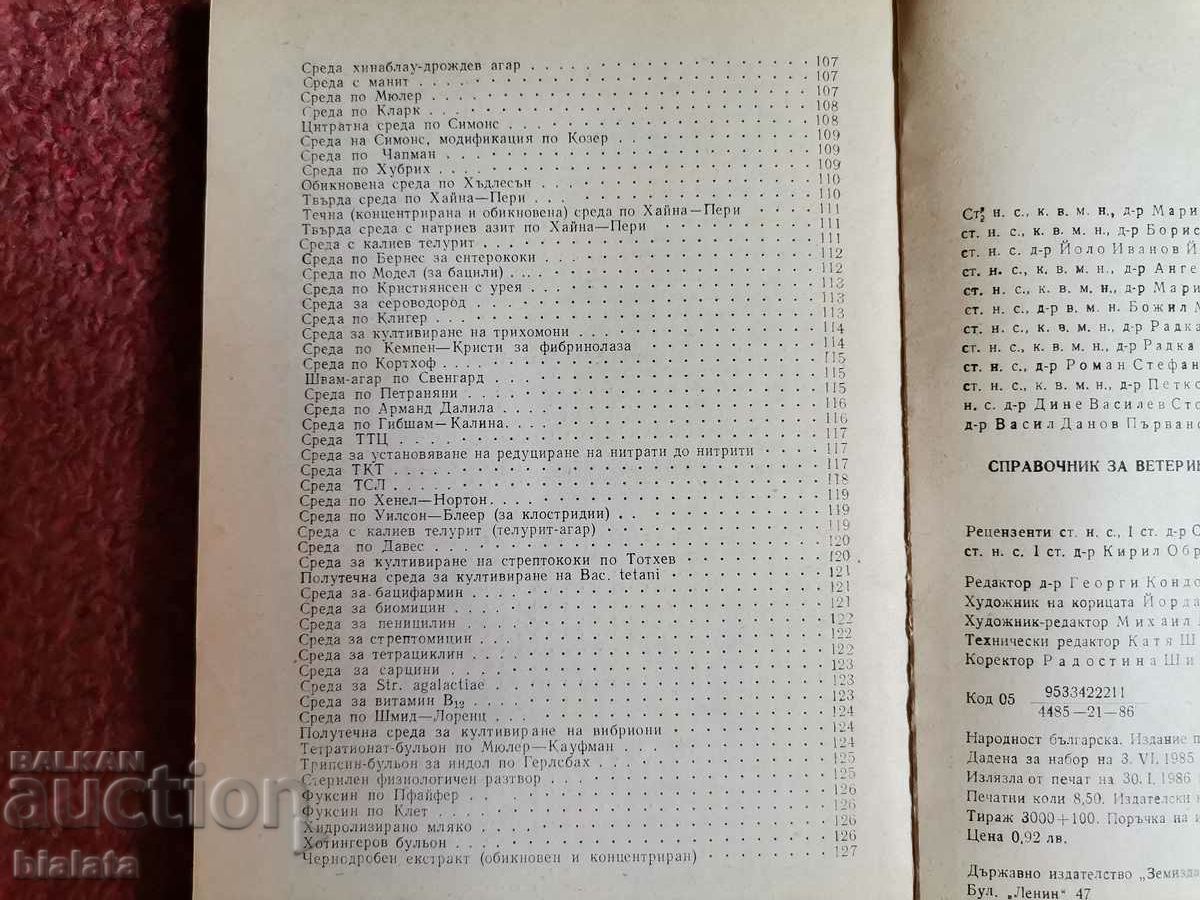 Среда хинаблау-дрождев агар . . . 107
Среда с манит . . . 107
Среда по Мюлер . . . 107
Среда по Кларк . . . 108
Цитратна среда по Симонс . . . 108
Среда на Симонс, модификация по Козер . . . 109
Среда по Чапман . . . 109
Среда по Хубрих . . . 109
Обикновена среда по Хъдлесън . . . 110
Твърда среда по Хайна—Пери . . . 110
Течна (концентрирана и обикновена) среда по Хайна—Пери . . . 111
Твърда среда с натриев азит по Хайна—Пери . . . 111
Среда с калиев телурит . . . 111
Среда по Бернес за ентерококи . . . 112
Среда по Модел (за бацили) . . . 112
Среда по Кристиянсен с урея . . . 113
Среда за сероводород . . . 113
Среда по Клигер . . . 113
Среда за култивиране на трихомони . . . 114
Среда по Кемпен—Кристи за фибринолаза . . . 114
Среда по Кортхоф . . . 115
Швам-агар по Свенгард . . . 115
Среда по Петраняни . . . 115
Среда по Арманд Далила . . . 116
Среда по Гибшам—Калина. . . . 116
Среда ТТЦ . . . 117
Среда за установяване на редуциране на нитрати до нитрити . . . 117
Среда ТКТ . . . 117
Среда ТСЛ . . . 118
Среда по Хенел—Нортон. . . . 119
Среда по Уилсон—Блеер (за клостридии) . . . 119
Среда с калиев телурит (телурит-агар) . . . 119
Среда по Давес . . . 120
Среда за култивиране на стрептококи по Тотхев . . . 120
Полутечна среда за култивиране на Bac. tetani . . . 121
Среда за бацифармин . . . 121
Среда за биомицин . . . 121
Среда за пеницилин . . . 122
Среда за стрептомицин . . . 122
Среда за тетрациклин . . . 122
Среда за сарцини . . . 123
Среда за Str. agalactiae . . . 123
Среда за витамин B₁₂ . . . 123
Среда по Шмид—Лоренц . . . 124
Полутечна среда за култивиране на вибриони . . . 124
Тетратионат-бульон по Мюлер—Кауфман . . . 124
Трипсин-бульон за индол по Герлсбах . . . 125
Стерилен физиологичен разтвор . . . 125
Фуксин по Пфайфер . . . 126
Фуксин по Клет . . . 126
Хидролизирано мляко . . . 126
Хотингеров бульон . . . 126
Чернодробен екстракт (обикновен и концентриран) . . . 127
н. с., к. в. м. н., д-р Мари
ст. н. с., к. в. м. н., д-р Борис
ст. н. с. д-р Йоло Иванов Й
ст. н. с., к. в. м. н., д-р Анге
ст. н. с., к. в. м. н., д-р Мари
ст. н. с., д-р в. м. н. Божил М
ст. н. с., к. в. м. н., д-р Радка
ст. н. с., к. в. м. н., д-р Радка
ст. н. с., д-р Роман Стефан
ст. н. с., к. в. м. н., д-р Петко
н. с. д-р Дине Василев Сто
д-р Васил Данов Първано
СПРАВОЧНИК ЗА ВЕТЕРИН
Рецензенти ст. н. с., I ст. д-р С
ст. н. с. I ст. д-р Кирил Обр
Редактор д-р Георги Кондо
Художник на корицата Йорда
Художник-редактор Михаил
Технически редактор Катя Ш
Коректор Радостина Ши
Код 05 9533422211
4485—21—86
Народност българска. Издание п
Дадена за набор на 3. VI. 1985
Излязла от печат на 30. I. 1986
Печатни коли 8,50. Издателски
Тираж 3000+100. Поръчка на и
Цена 0,92 лв.
Държавно издателство „Земизда
Бул. „Ленин“ 47
BALKAN
auction
bialata